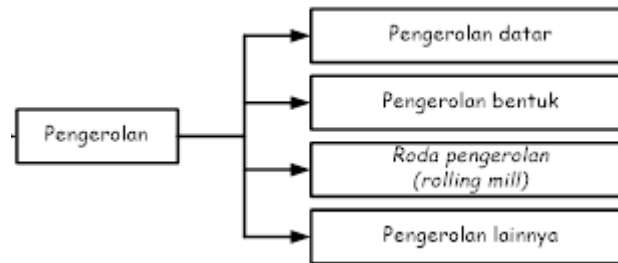 Pengerolan
Pengerolan datar
Pengerolan bentuk
Roda pengerolan
(rolling mill)
Pengerolan lainnya